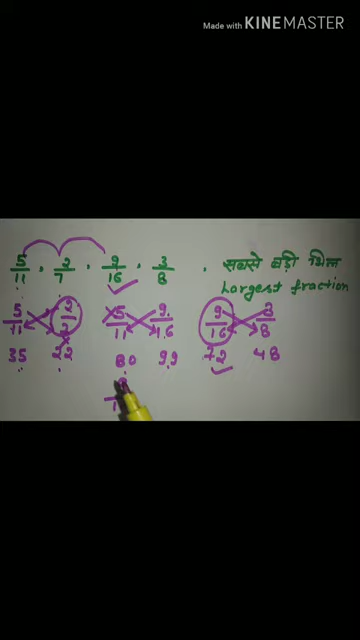 Made with KINEMASTER
5/11 , 2/7 , 9/16 , 3/8 , सबसे बड़ी भिन्न
Largest fraction
5/11 2/7 5/11 9/16 9/16 3/8
35 22 80 99 72 48